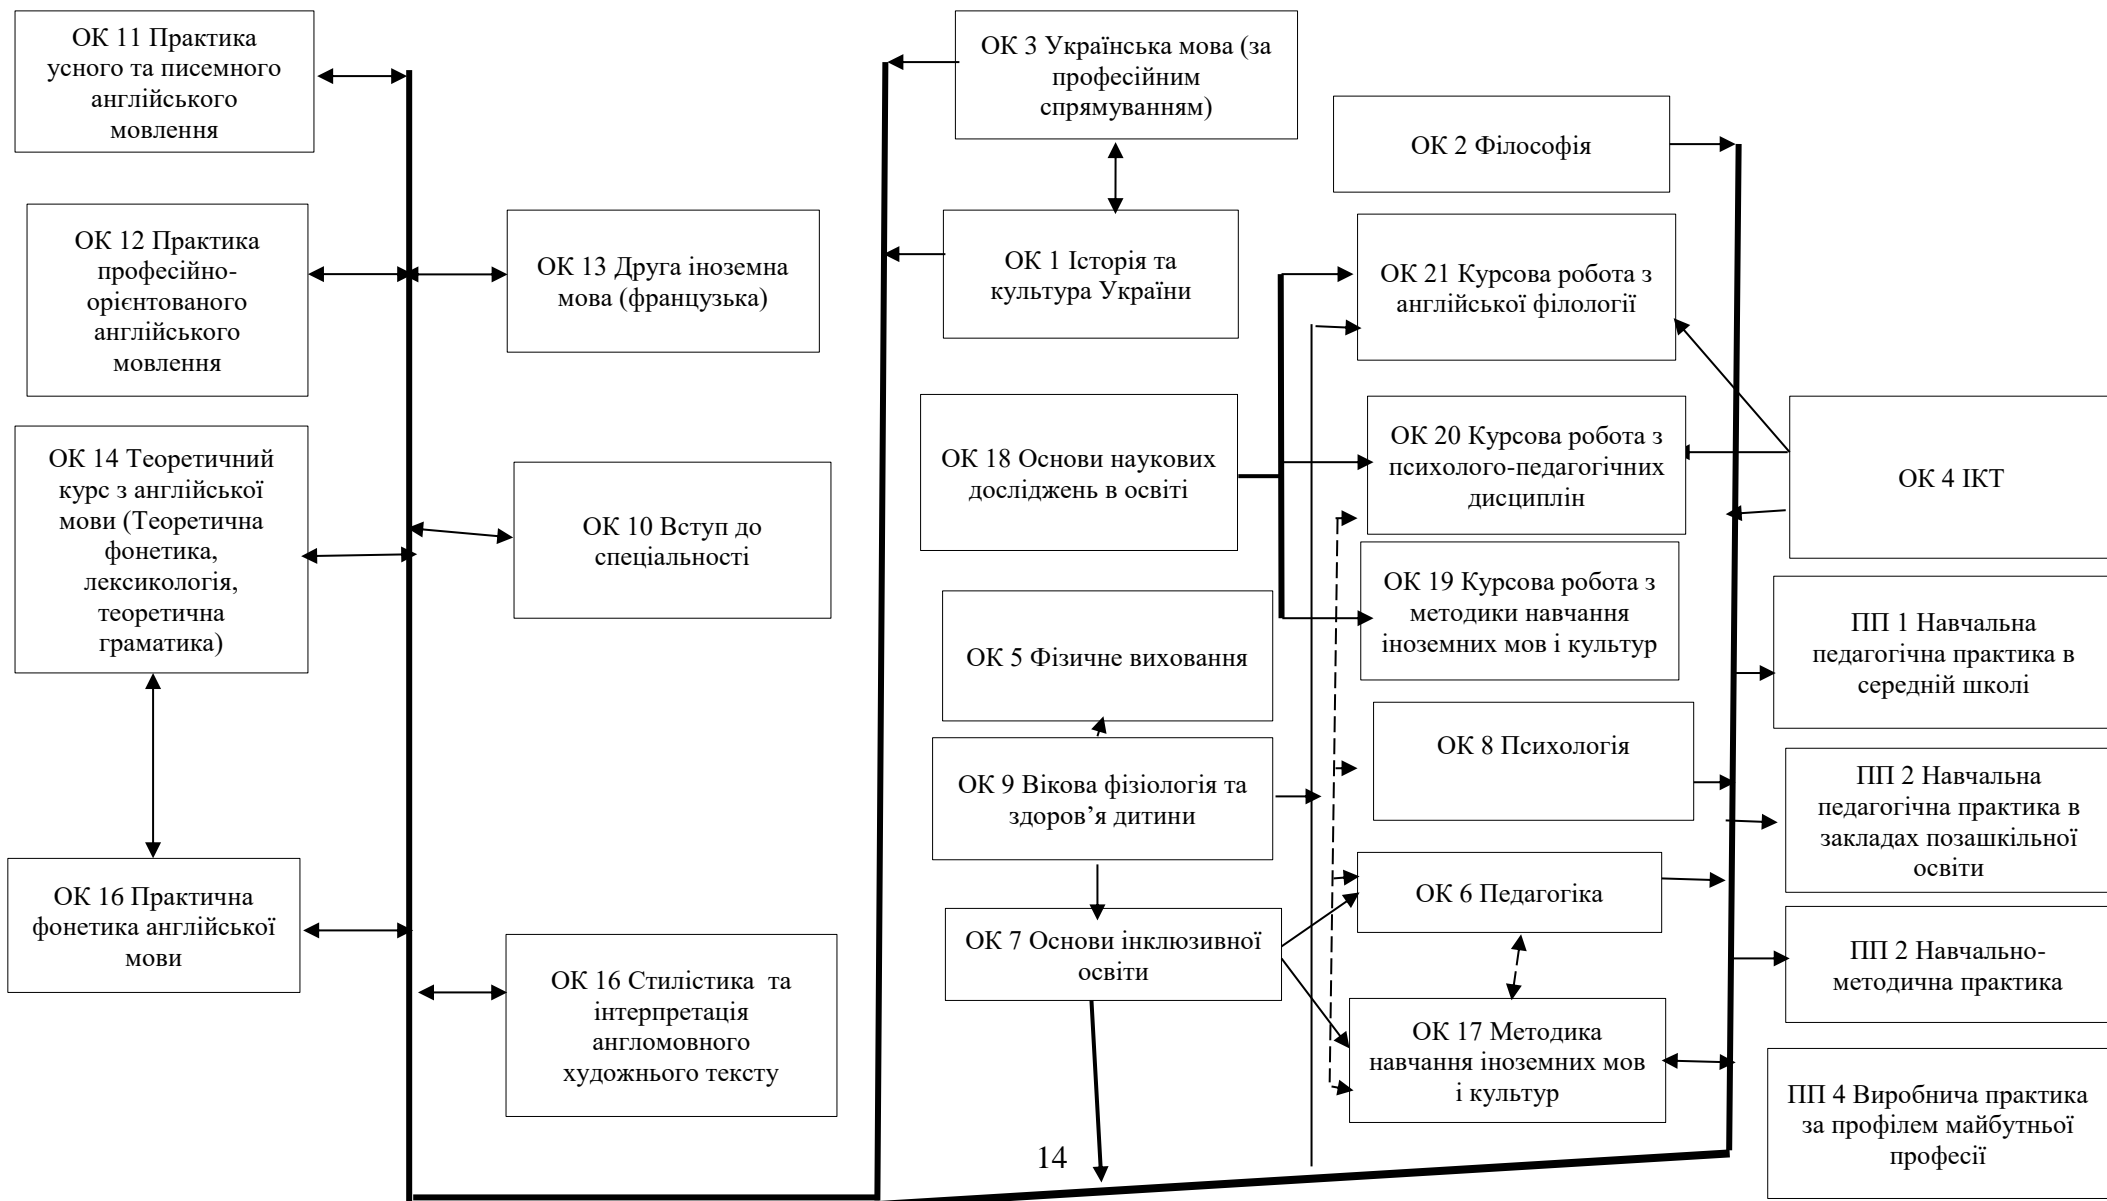 ОК 11 Практика
усного та писемного
англійського
мовлення
ОК 12 Практика
професійно-
орієнтованого
англійського
мовлення
ОК 14 Теоретичний
курс з англійської
мови (Теоретична
фонетика,
лексикологія,
теоретична
граматика)
ОК 16 Практична
фонетика англійської
мови
ОК 13 Друга іноземна
мова (французька)
ОК 10 Вступ до
спеціальності
ОК 16 Стилістика та
інтерпретація
англомовного
художнього тексту
ОК 3 Українська мова (за
професійним
спрямуванням)
ОК 1 Історія та
культура України
ОК 18 Основи наукових
досліджень в освіті
ОК 5 Фізичне виховання
ОК 9 Вікова фізіологія та
здоров’я дитини
ОК 7 Основи інклюзивної
освіти
ОК 2 Філософія
ОК 21 Курсова робота з
англійської філології
ОК 20 Курсова робота з
психолого-педагогічних
дисциплін
ОК 19 Курсова робота з
методики навчання
іноземних мов і культур
ОК 8 Психологія
ОК 6 Педагогіка
ОК 17 Методика
навчання іноземних мов
і культур
ОК 4 ІКТ
ПП 1 Навчальна
педагогічна практика в
середній школі
ПП 2 Навчальна
педагогічна практика в
закладах позашкільної
освіти
ПП 2 Навчально-
методична практика
ПП 4 Виробнича практика
за профілем майбутньої
професії
14